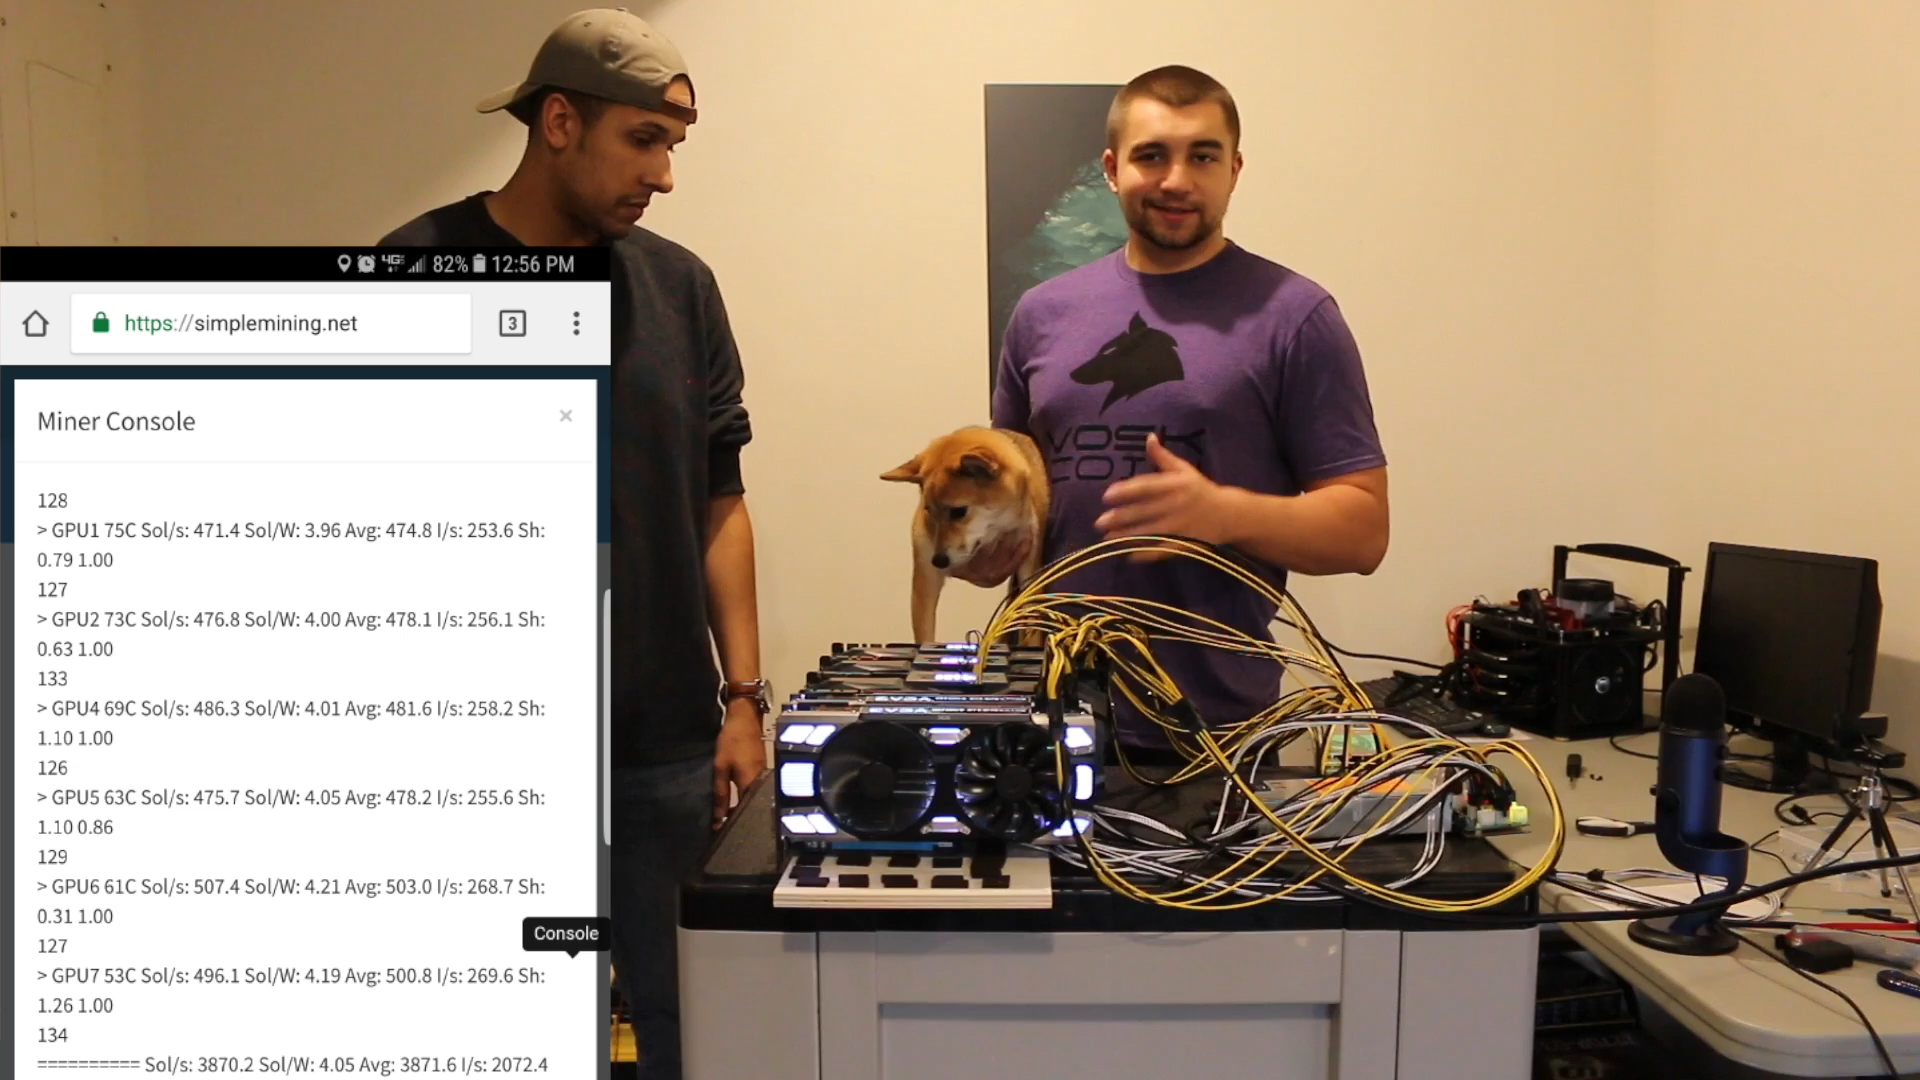 4G 82% 12:56 PM
https://simplemining.net
3
Miner Console
×
128
> GPU1 75C Sol/s: 471.4 Sol/W: 3.96 Avg: 474.8 I/s: 253.6 Sh:
0.79 1.00
127
> GPU2 73C Sol/s: 476.8 Sol/W: 4.00 Avg: 478.1 I/s: 256.1 Sh:
0.63 1.00
133
> GPU4 69C Sol/s: 486.3 Sol/W: 4.01 Avg: 481.6 I/s: 258.2 Sh:
1.10 1.00
126
> GPU5 63C Sol/s: 475.7 Sol/W: 4.05 Avg: 478.2 I/s: 255.6 Sh:
1.10 0.86
129
> GPU6 61C Sol/s: 507.4 Sol/W: 4.21 Avg: 503.0 I/s: 268.7 Sh:
0.31 1.00
127
Console
> GPU7 53C Sol/s: 496.1 Sol/W: 4.19 Avg: 500.8 I/s: 269.6 Sh:
1.26 1.00
134
========== Sol/s: 3870.2 Sol/W: 4.05 Avg: 3871.6 I/s: 2072.4
VOSK
COI
EVGA
EVGA